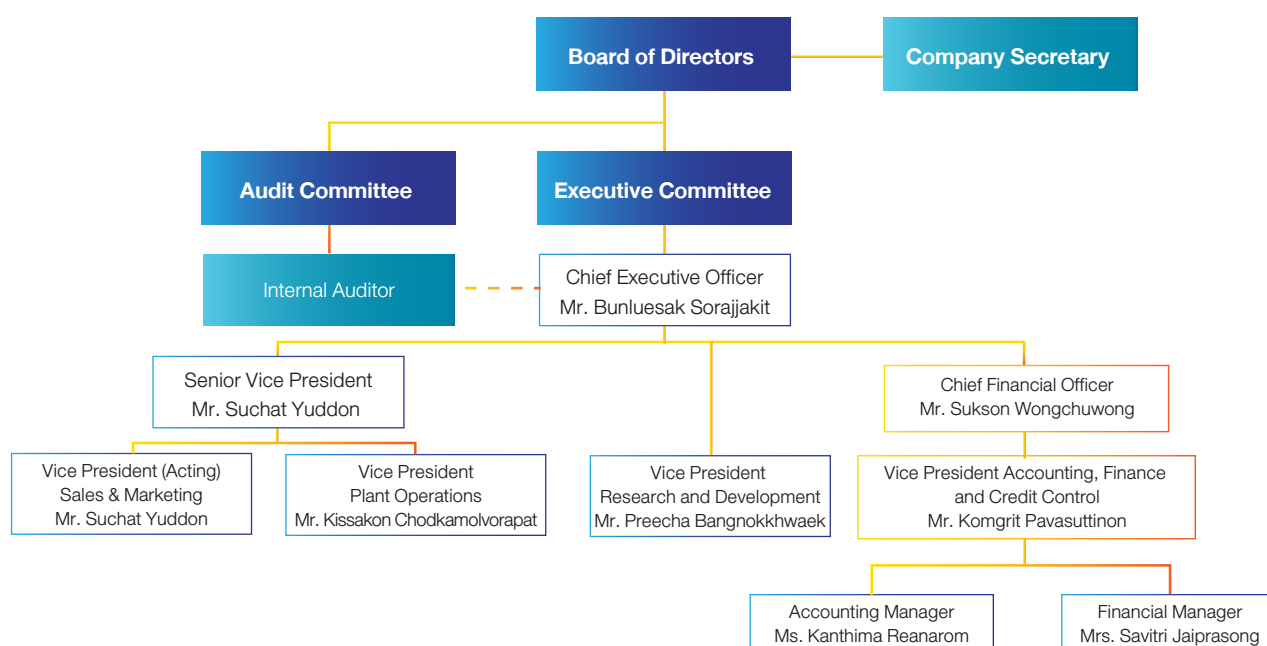 Board of Directors
Company Secretary
Audit Committee
Executive Committee
Internal Auditor
Chief Executive Officer
Mr. Bunluesak Sorajjakit
Senior Vice President
Mr. Suchat Yuddon
Chief Financial Officer
Mr. Sukson Wongchuwong
Vice President (Acting)
Sales & Marketing
Mr. Suchat Yuddon
Vice President
Plant Operations
Mr. Kissakon Chodkamolvorapat
Vice President
Research and Development
Mr. Preecha Bangnokkhwaek
Vice President Accounting, Finance
and Credit Control
Mr. Komgrit Pavasuttinon
Accounting Manager
Ms. Kanthima Reanarom
Financial Manager
Mrs. Savitri Jaiprasong